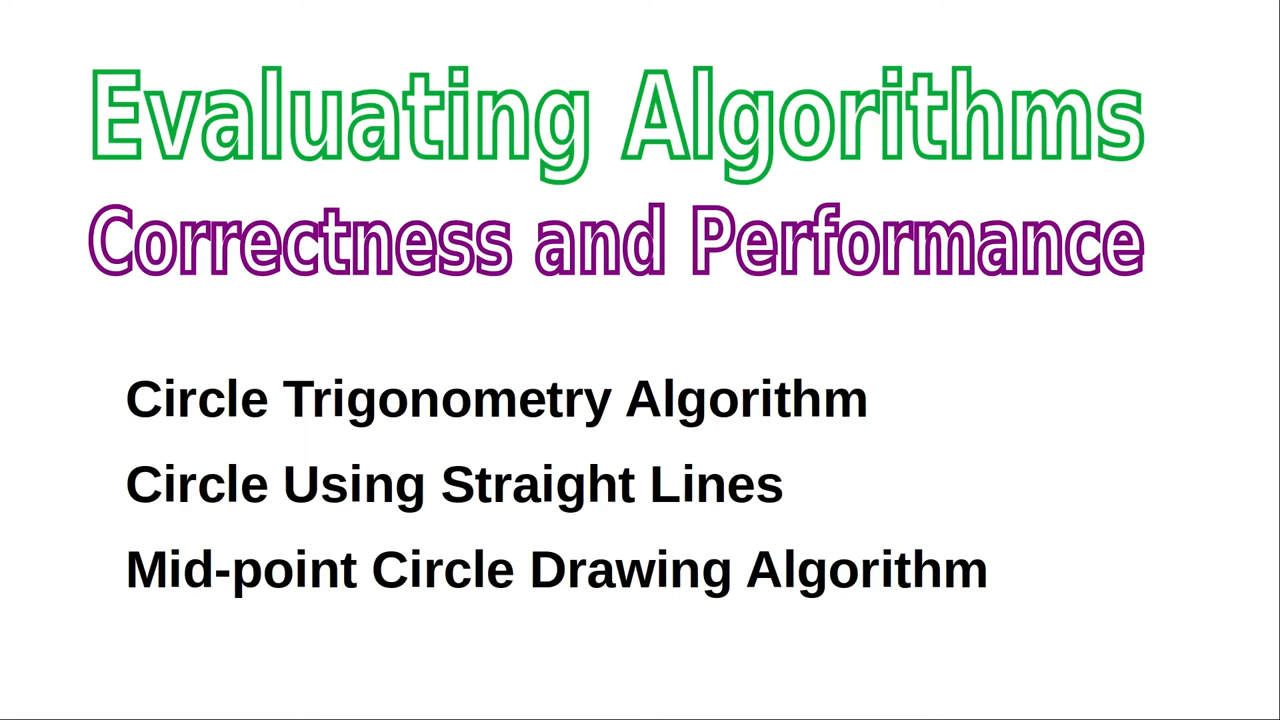 Evaluating Algorithms
Correctness and Performance
Circle Trigonometry Algorithm
Circle Using Straight Lines
Mid-point Circle Drawing Algorithm